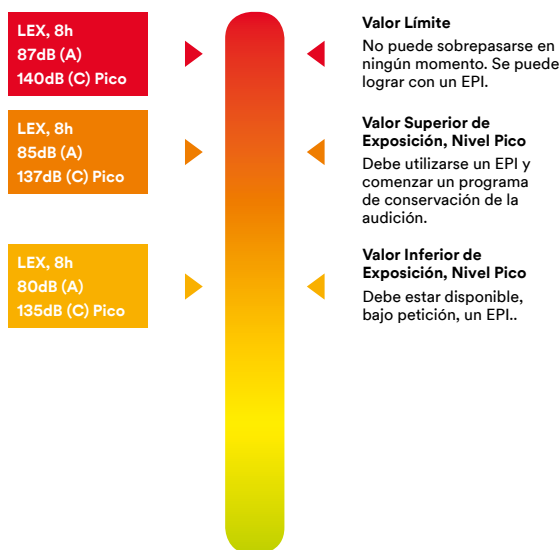 LEX, 8h
87dB (A)
140dB (C) Pico
Valor Límite
No puede sobrepasarse en
ningún momento. Se puede
lograr con un EPI.
LEX, 8h
85dB (A)
137dB (C) Pico
Valor Superior de
Exposición, Nivel Pico
Debe utilizarse un EPI y
comenzar un programa
de conservación de la
audición.
LEX, 8h
80dB (A)
135dB (C) Pico
Valor Inferior de
Exposición, Nivel Pico
Debe estar disponible,
bajo petición, un EPI..